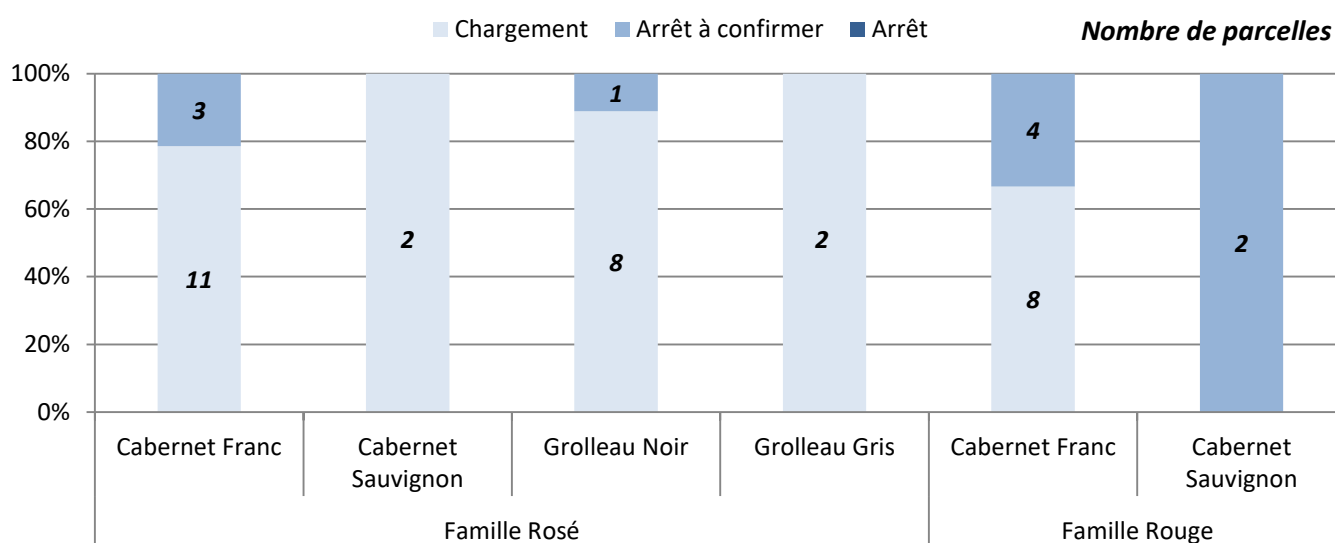 Chargement Arrêt à confirmer Arrêt Nombre de parcelles
100%
80%
60%
40%
20%
0%
3
11
2
1
8
2
4
8
2
Cabernet Franc
Cabernet
Sauvignon
Grolleau Noir
Grolleau Gris
Cabernet Franc
Cabernet
Sauvignon
Famille Rosé
Famille Rouge